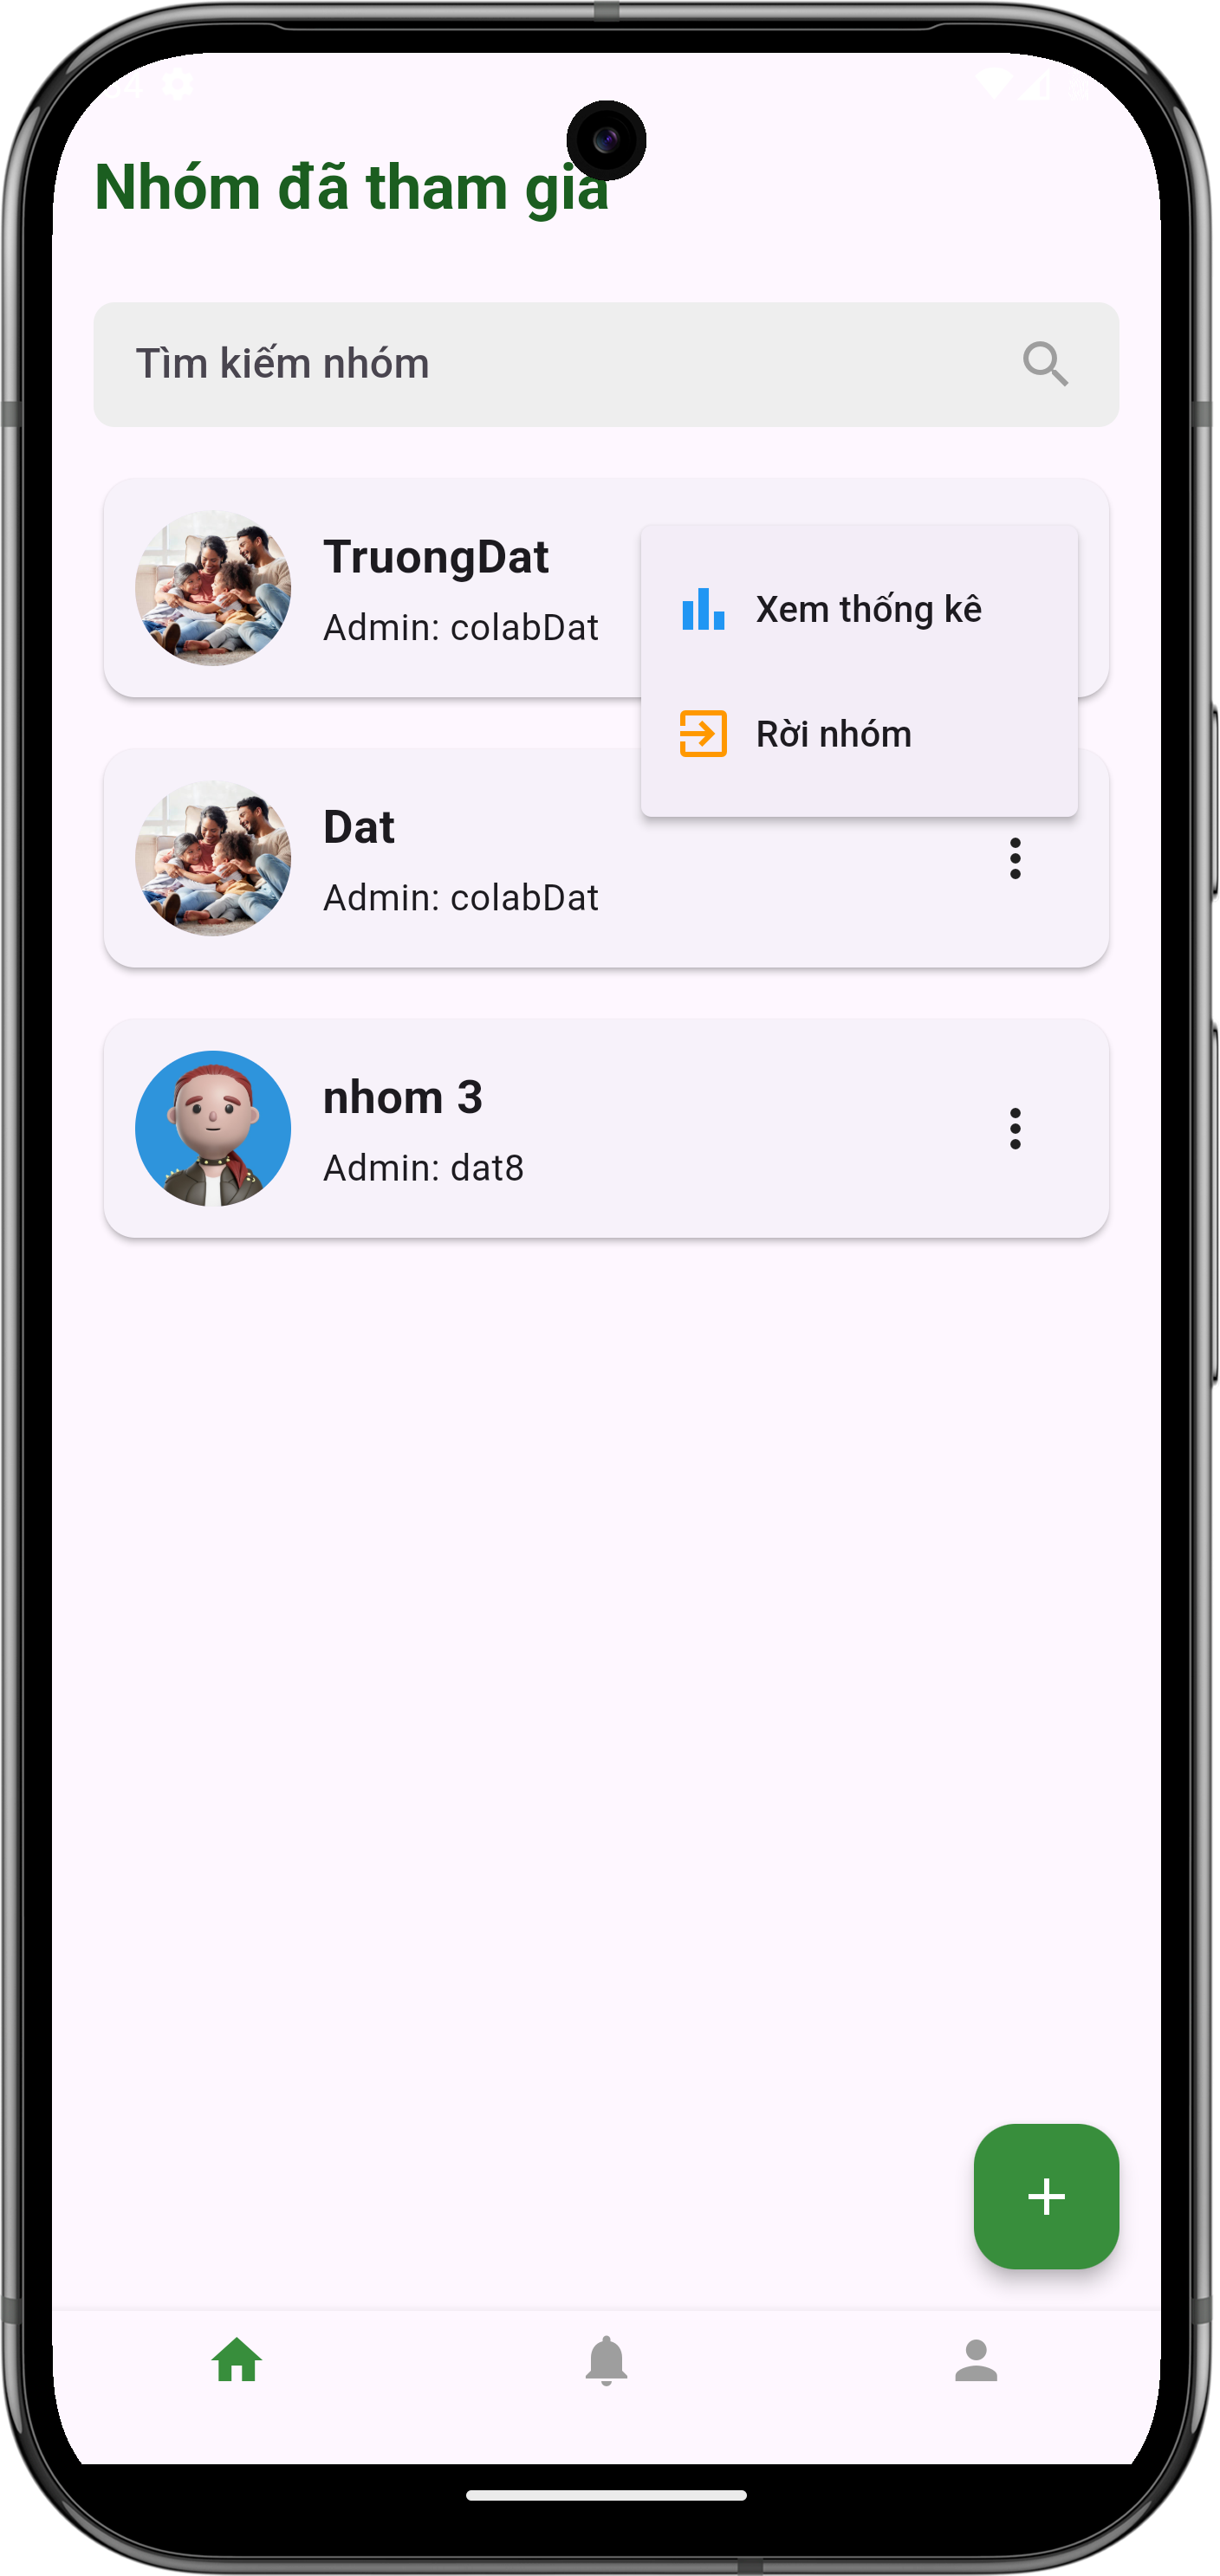 Nhóm đã tham gia
Tìm kiếm nhóm
TruongDat
Admin: colabDat
Xem thống kê
Rời nhóm
Dat
Admin: colabDat
nhom 3
Admin: dat8